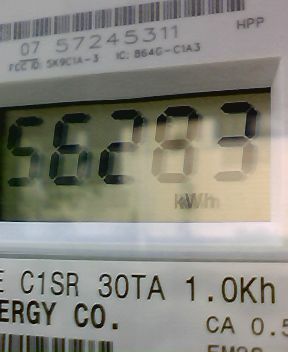 HPP
07 57245311
FCC ID: SK9C1A-3 IC: 864G-C1A3
56283
kWh
E C1SR 30TA 1.0Kh
ERGY CO.
CA 0.5